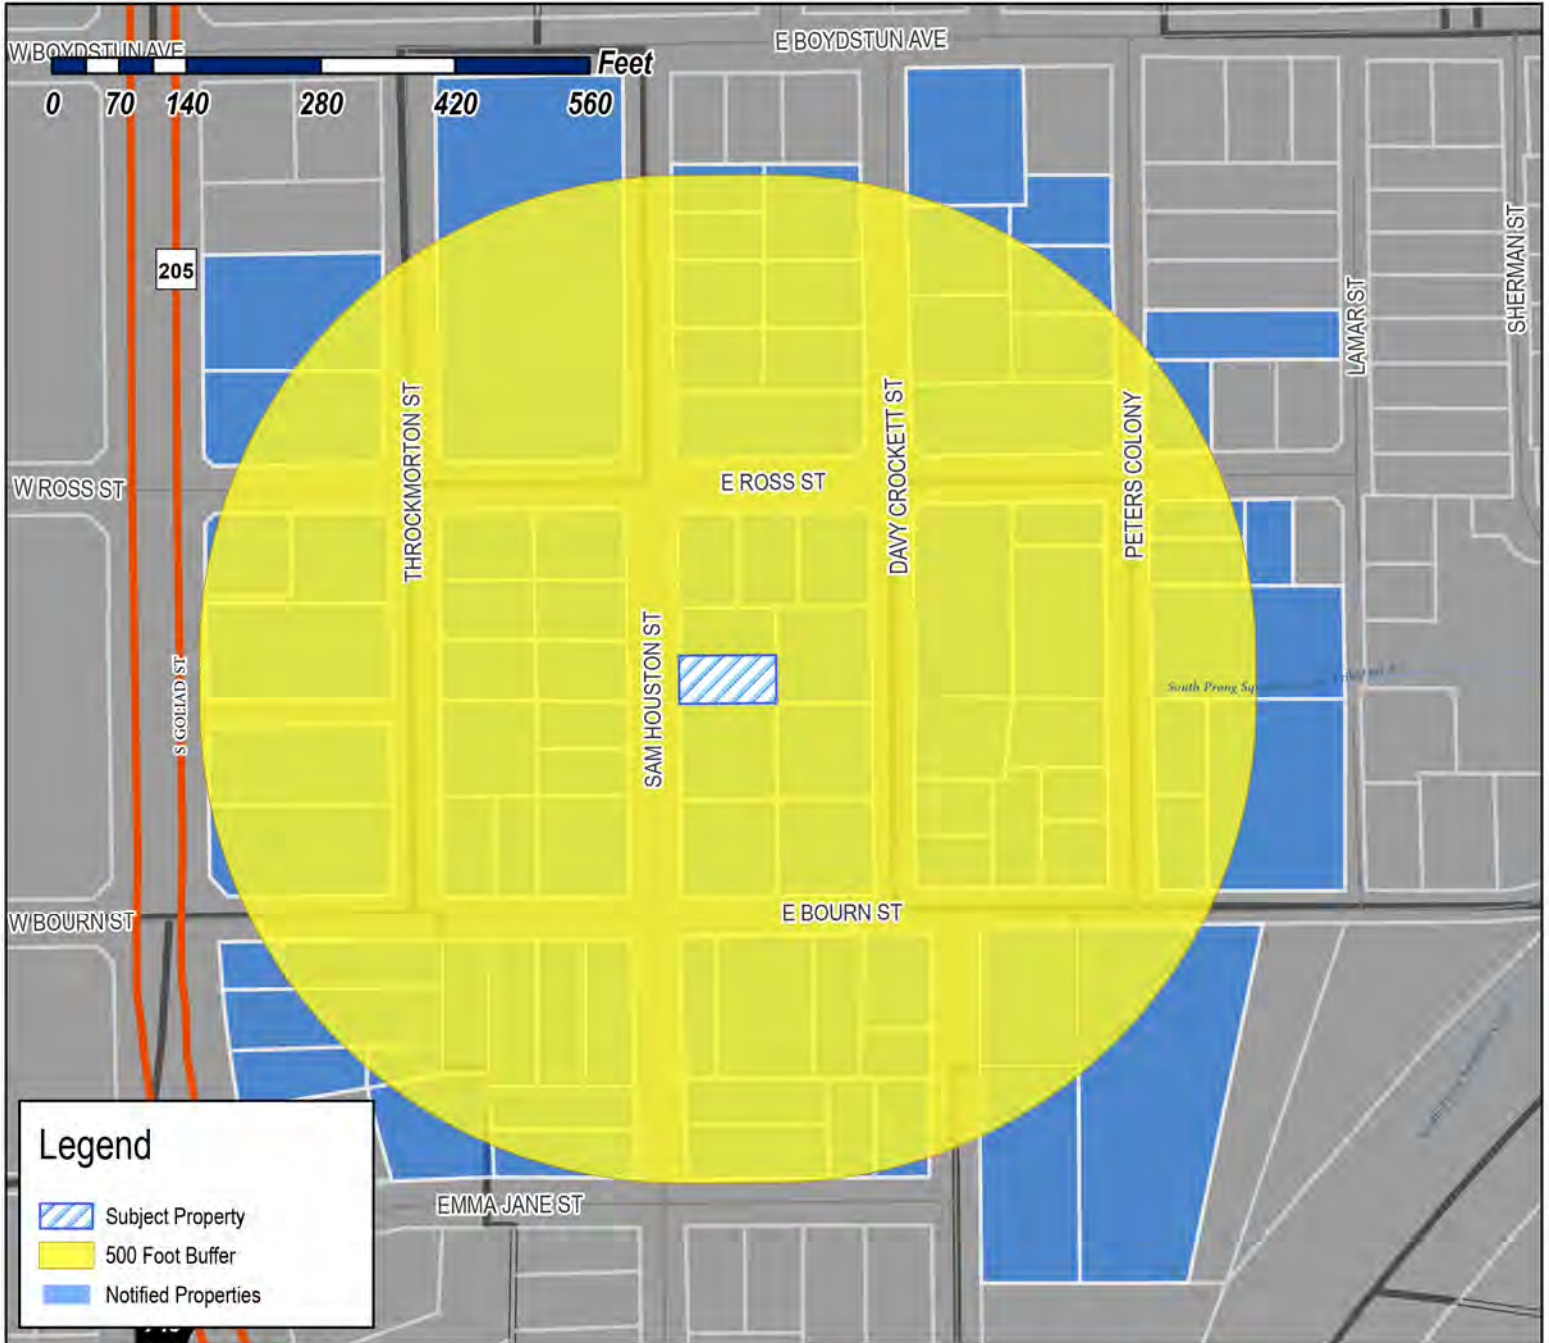 W BOYDSTUN AVE
E BOYDSTUN AVE
Feet
0 70 140 280 420 560
205
SHERMAN ST
LAMAR ST
THROCKMORTON ST
DAVY CROCKETT ST
PETERS COLONY
W ROSS ST
E ROSS ST
SAM HOUSTON ST
S GOLIAD ST
South Prong
W BOURN ST
E BOURN ST
EMMA JANE ST
Legend
Subject Property
500 Foot Buffer
Notified Properties